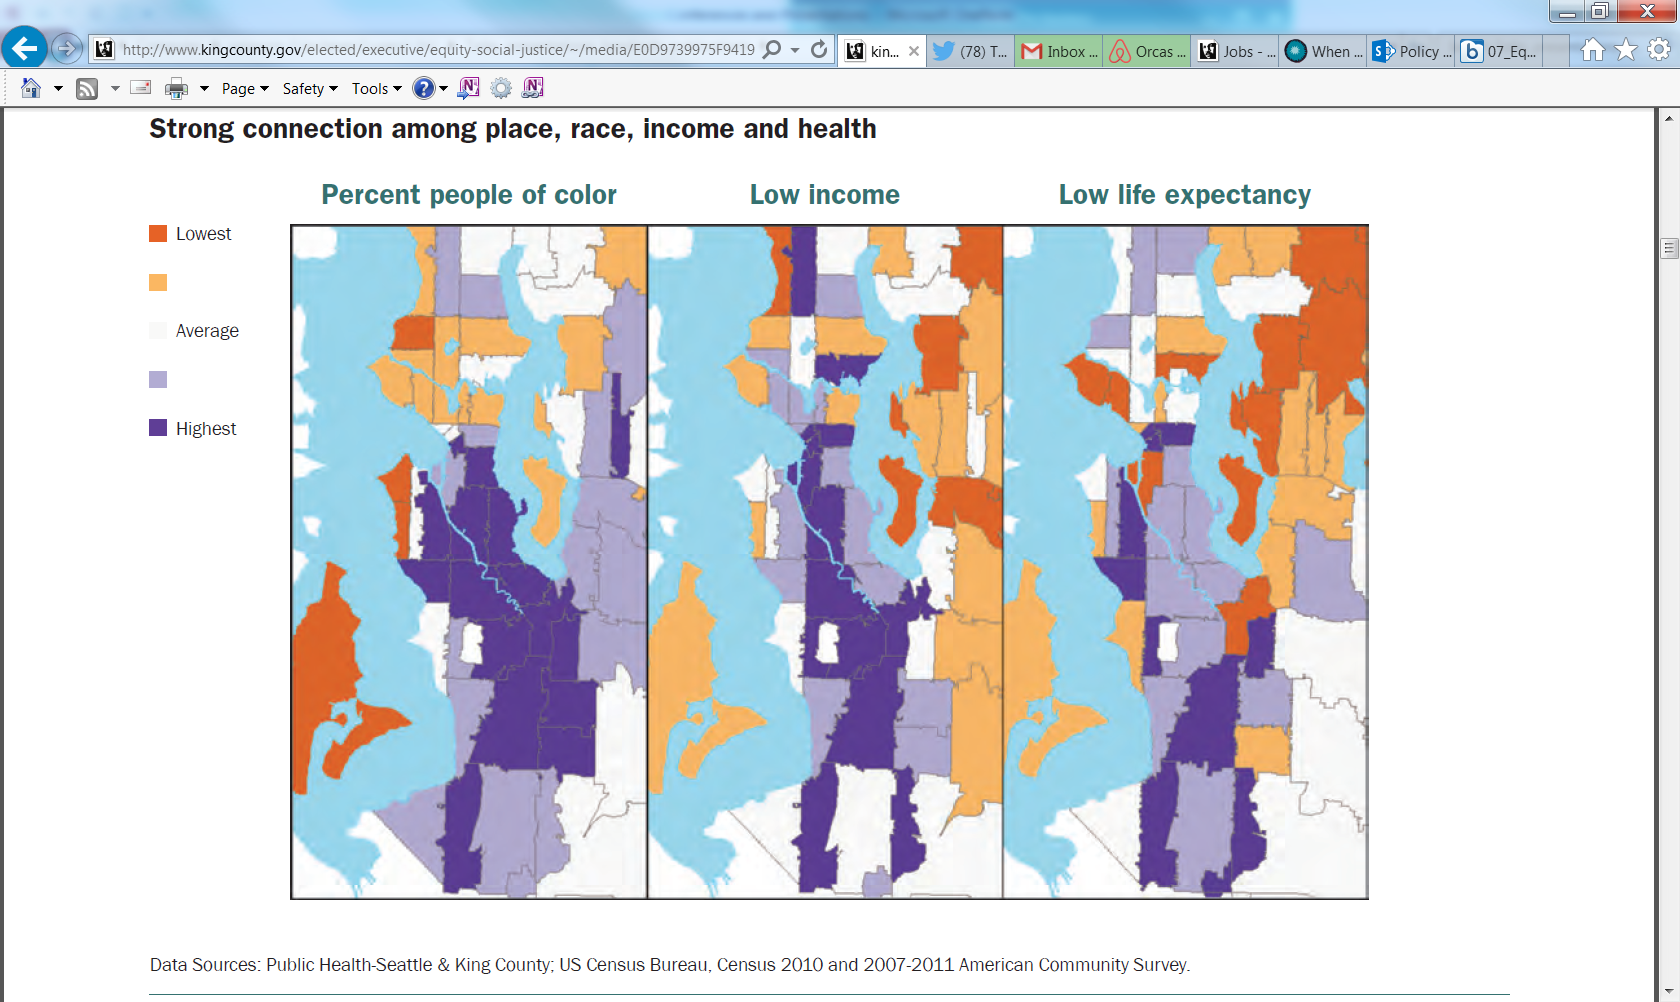 http://www.kingcounty.gov/elected/executive/equity-social-justice/~/media/E0D9739975F9419
kin...
(78) T...
Inbox ...
Orcas ...
Jobs - ...
When ...
Policy ...
07_Eq...
Page
Safety
Tools
Strong connection among place, race, income and health
Percent people of color
Low income
Low life expectancy
Lowest
Average
Highest
Data Sources: Public Health-Seattle & King County; US Census Bureau, Census 2010 and 2007-2011 American Community Survey.